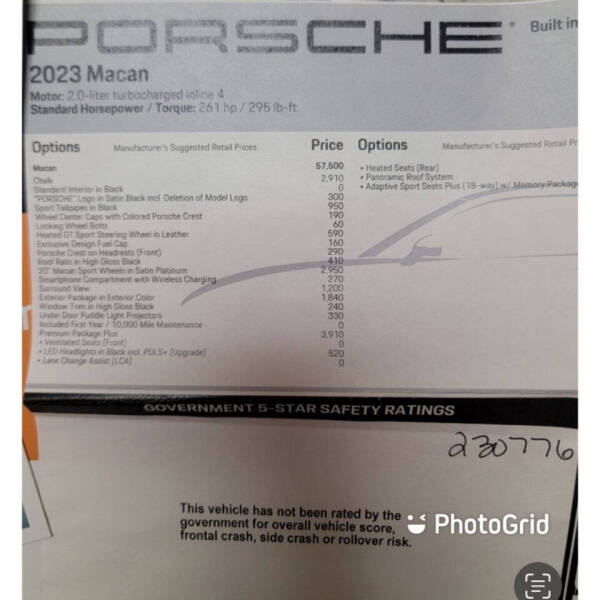 PORSCHE
Built in
2023 Macan
Motor: 2.0-liter turbocharged inline 4
Standard Horsepower / Torque: 261 hp / 295 lb-ft
Options Manufacturer's Suggested Retail Prices Price
Macan 57,500
Chalk 2,910
Standard Interior in Black 0
"PORSCHE" Logo in Satin Black incl. Deletion of Model Logo 300
Sport Tailpipes in Black 950
Wheel Center Caps with Colored Porsche Crest 190
Locking Wheel Bolts 60
Heated GT Sport Steering Wheel in Leather 590
Exclusive Design Fuel Cap 160
Porsche Crest on Headrests (Front) 290
Roof Rails in High Gloss Black 410
20" Macan Sport Wheels in Satin Platinum 2,950
Smartphone Compartment with Wireless Charging 270
Surround View 1,200
Exterior Package in Exterior Color 1,840
Window Trim in High Gloss Black 240
Under Door Puddle Light Projectors 330
Included First Year / 10,000 Mile Maintenance 0
Premium Package Plus 3,910
• Ventilated Seats (Front) 0
• LED Headlights in Black incl. PDLS+ (Upgrade) 520
• Lane Change Assist (LCA) 0
Options Manufacturer's Suggested Retail Pr
• Heated Seats (Rear)
• Panoramic Roof System
• Adaptive Sport Seats Plus (18-way) w/ Memory Package
GOVERNMENT 5-STAR SAFETY RATINGS
230776
This vehicle has not been rated by the
government for overall vehicle score,
frontal crash, side crash or rollover risk.
PhotoGrid